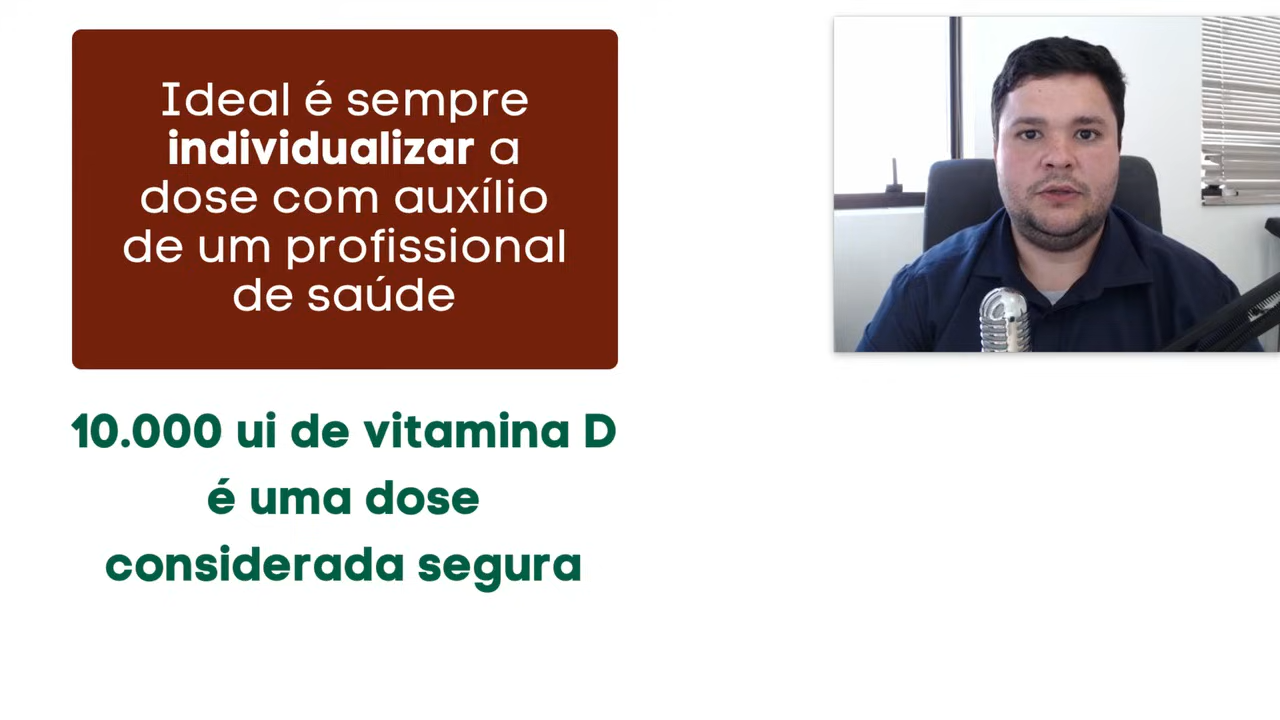 Ideal é sempre
individualizar a
dose com auxílio
de um profissional
de saúde
10.000 ui de vitamina D
é uma dose
considerada segura